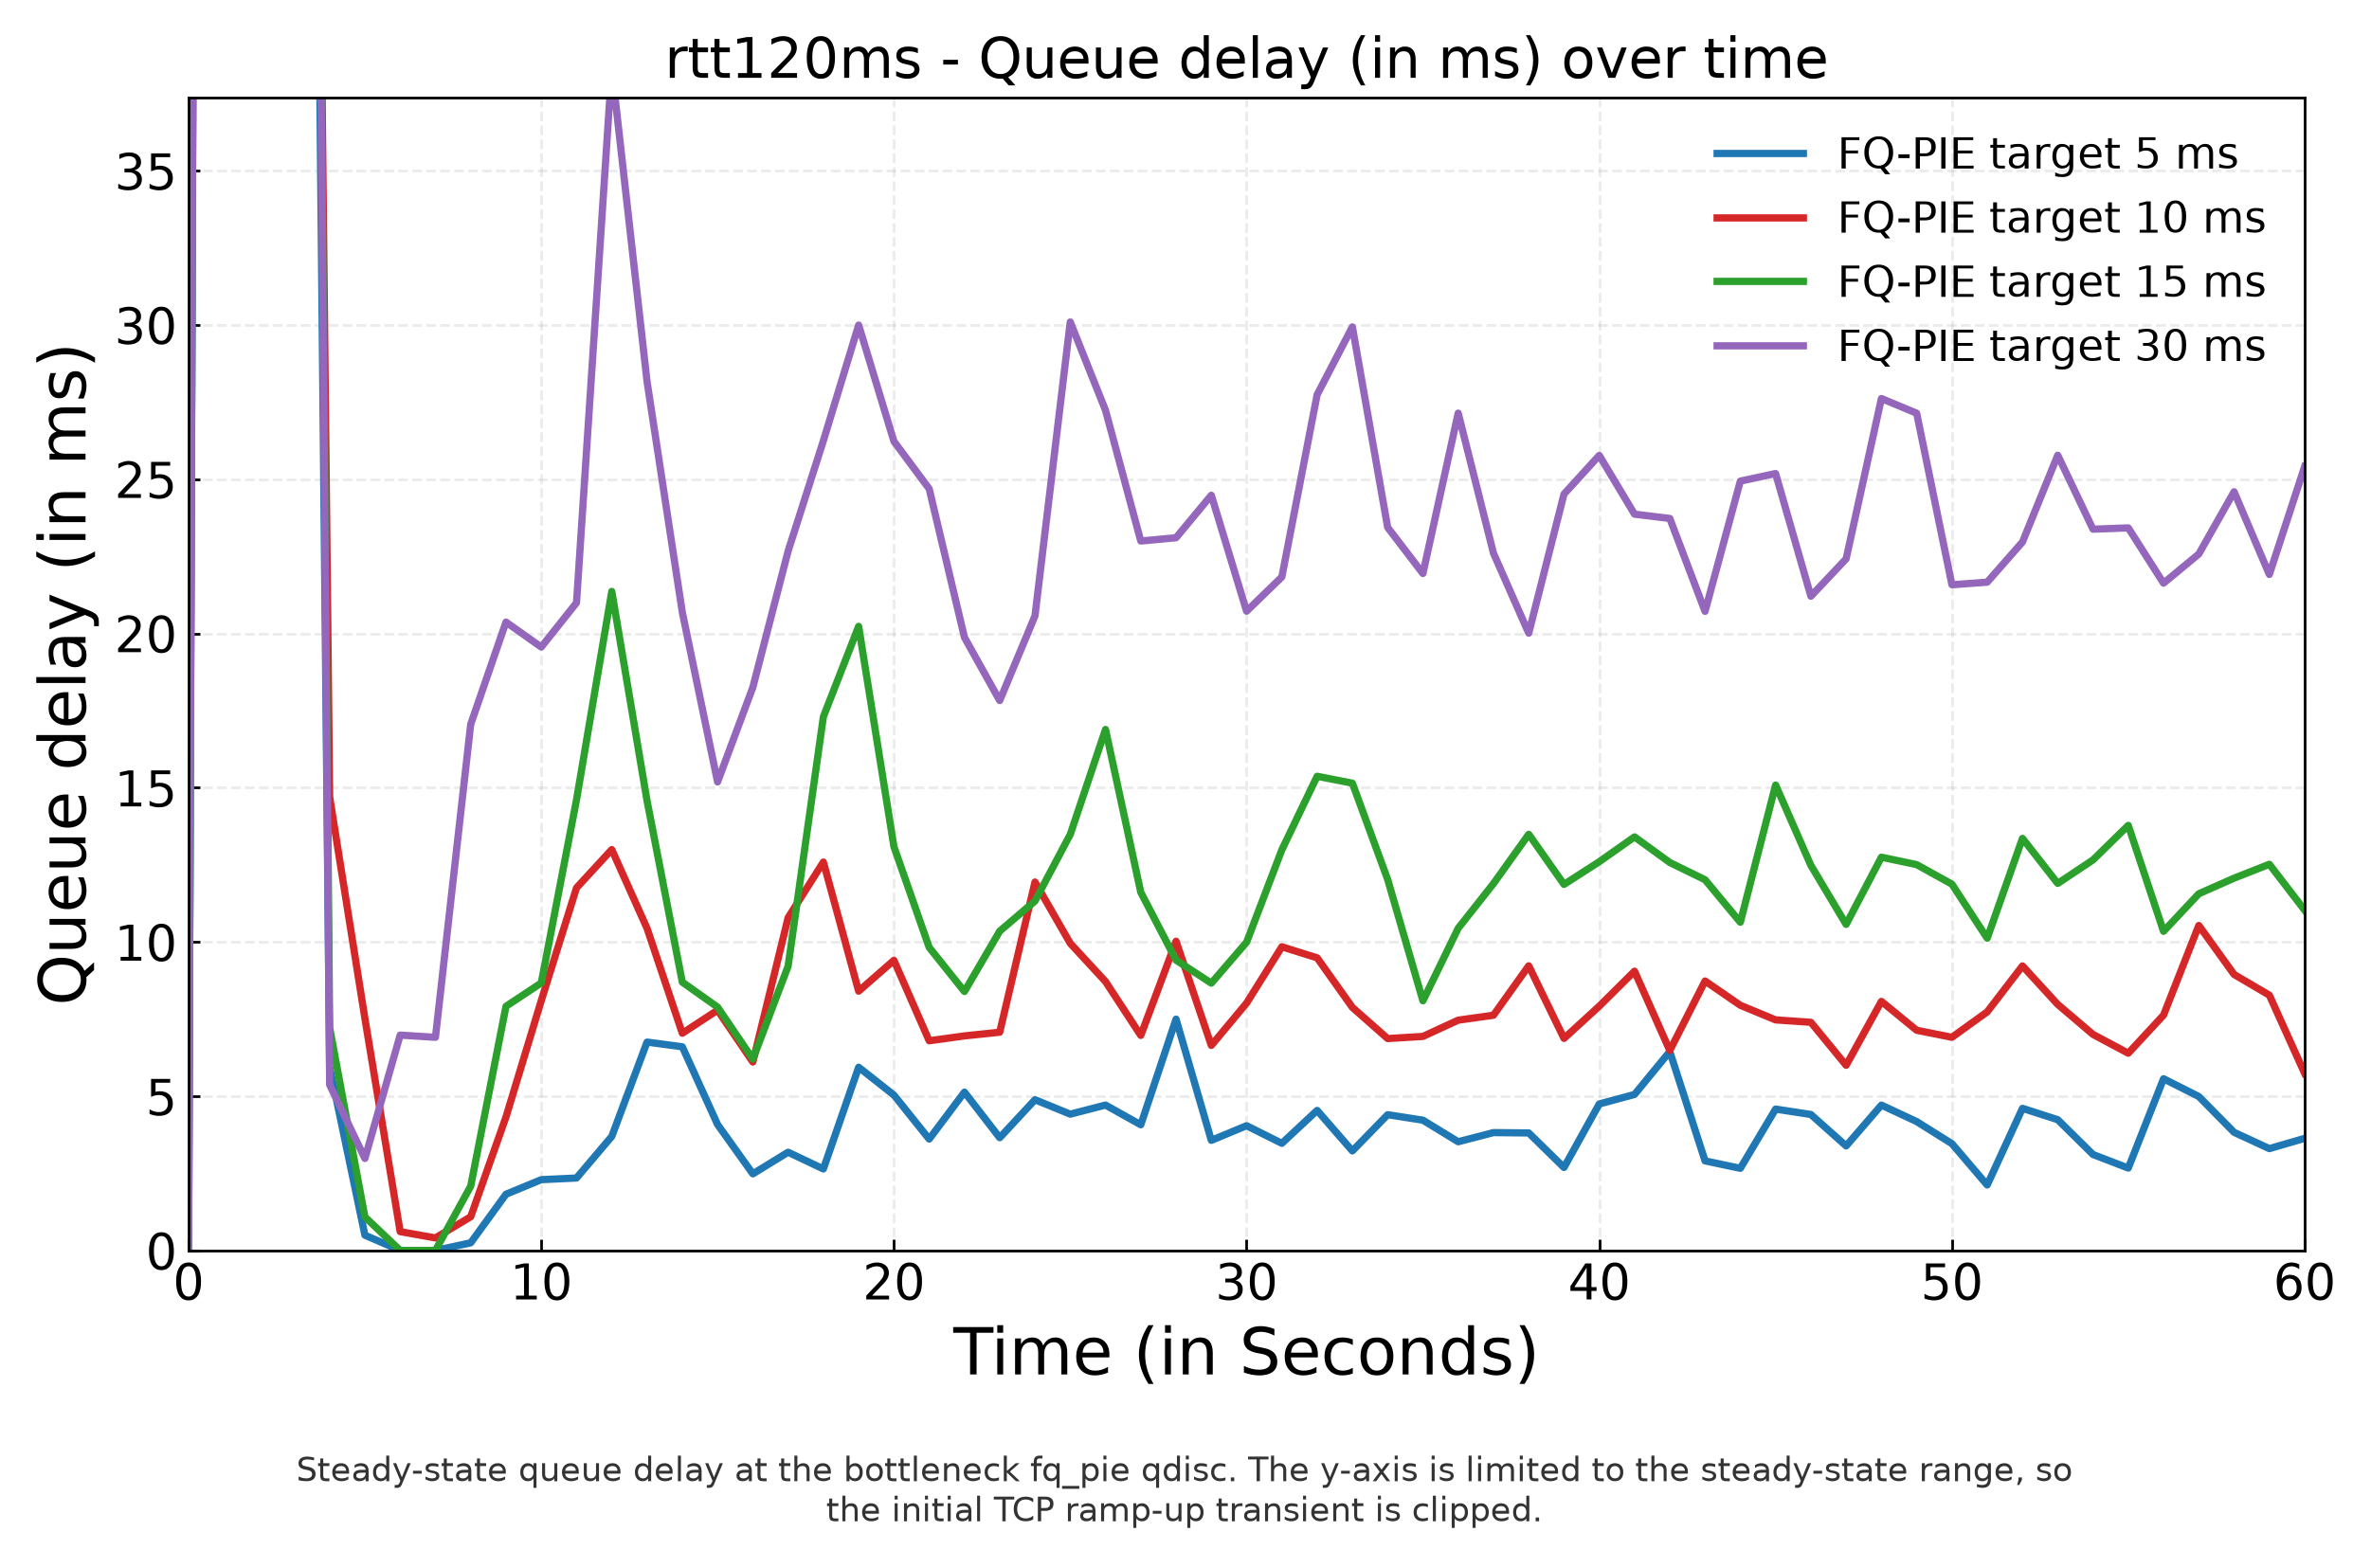 rtt120ms - Queue delay (in ms) over time
FQ-PIE target 5 ms
FQ-PIE target 10 ms
FQ-PIE target 15 ms
FQ-PIE target 30 ms
Queue delay (in ms)
35
30
25
20
15
10
5
0
0 10 20 30 40 50 60
Time (in Seconds)
Steady-state queue delay at the bottleneck fq_pie qdisc. The y-axis is limited to the steady-state range, so
the initial TCP ramp-up transient is clipped.